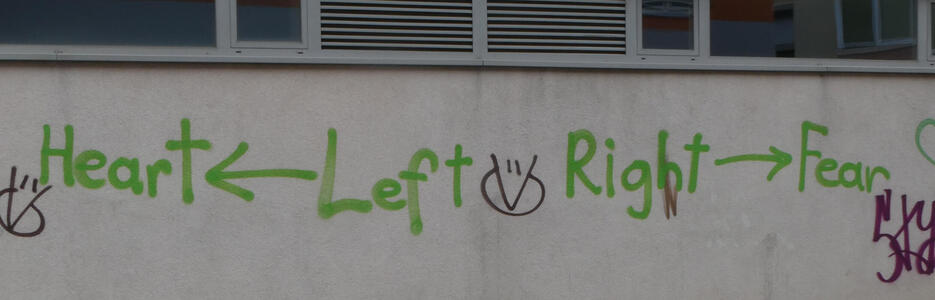 Heart ← Left Right → Fear